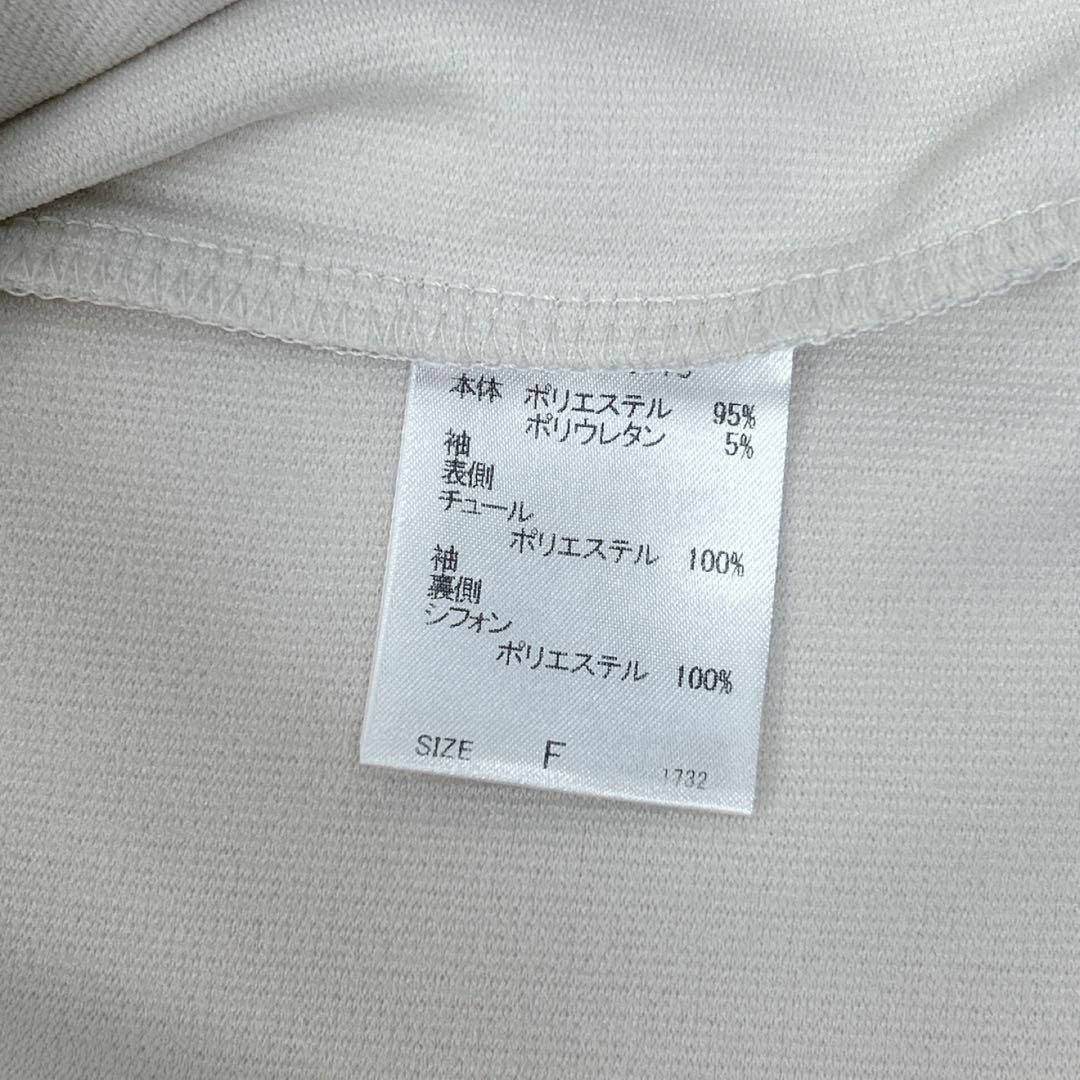 本体 ポリエステル 95%
ポリウレタン 5%
袖
表側
チュール
ポリエステル 100%
袖
裏側
シフォン
ポリエステル 100%
SIZE F 1732